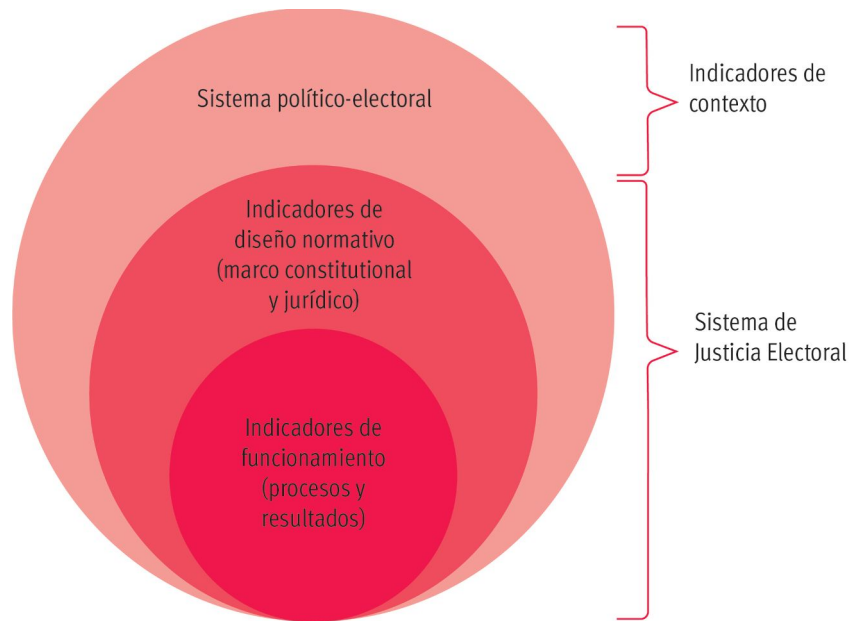 Sistema político-electoral
Indicadores de
contexto
Indicadores de
diseño normativo
(marco constitutional
y jurídico)
Sistema de
Justicia Electoral
Indicadores de
funcionamiento
(procesos y
resultados)